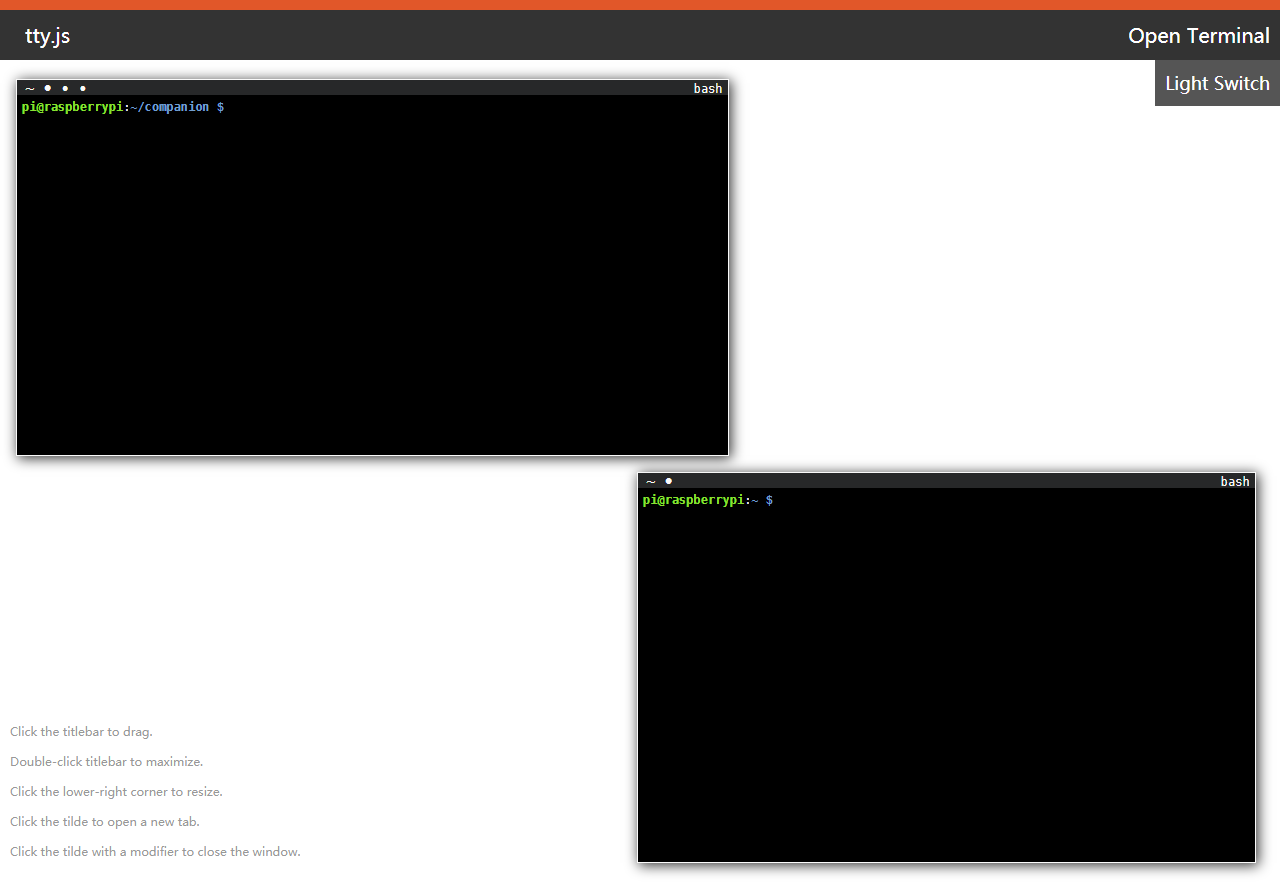 tty.js
Open Terminal
Light Switch
~ • • • bash
pi@raspberrypi:~/companion $
~ • bash
pi@raspberrypi:~ $
Click the titlebar to drag.
Double-click titlebar to maximize.
Click the lower-right corner to resize.
Click the tilde to open a new tab.
Click the tilde with a modifier to close the window.